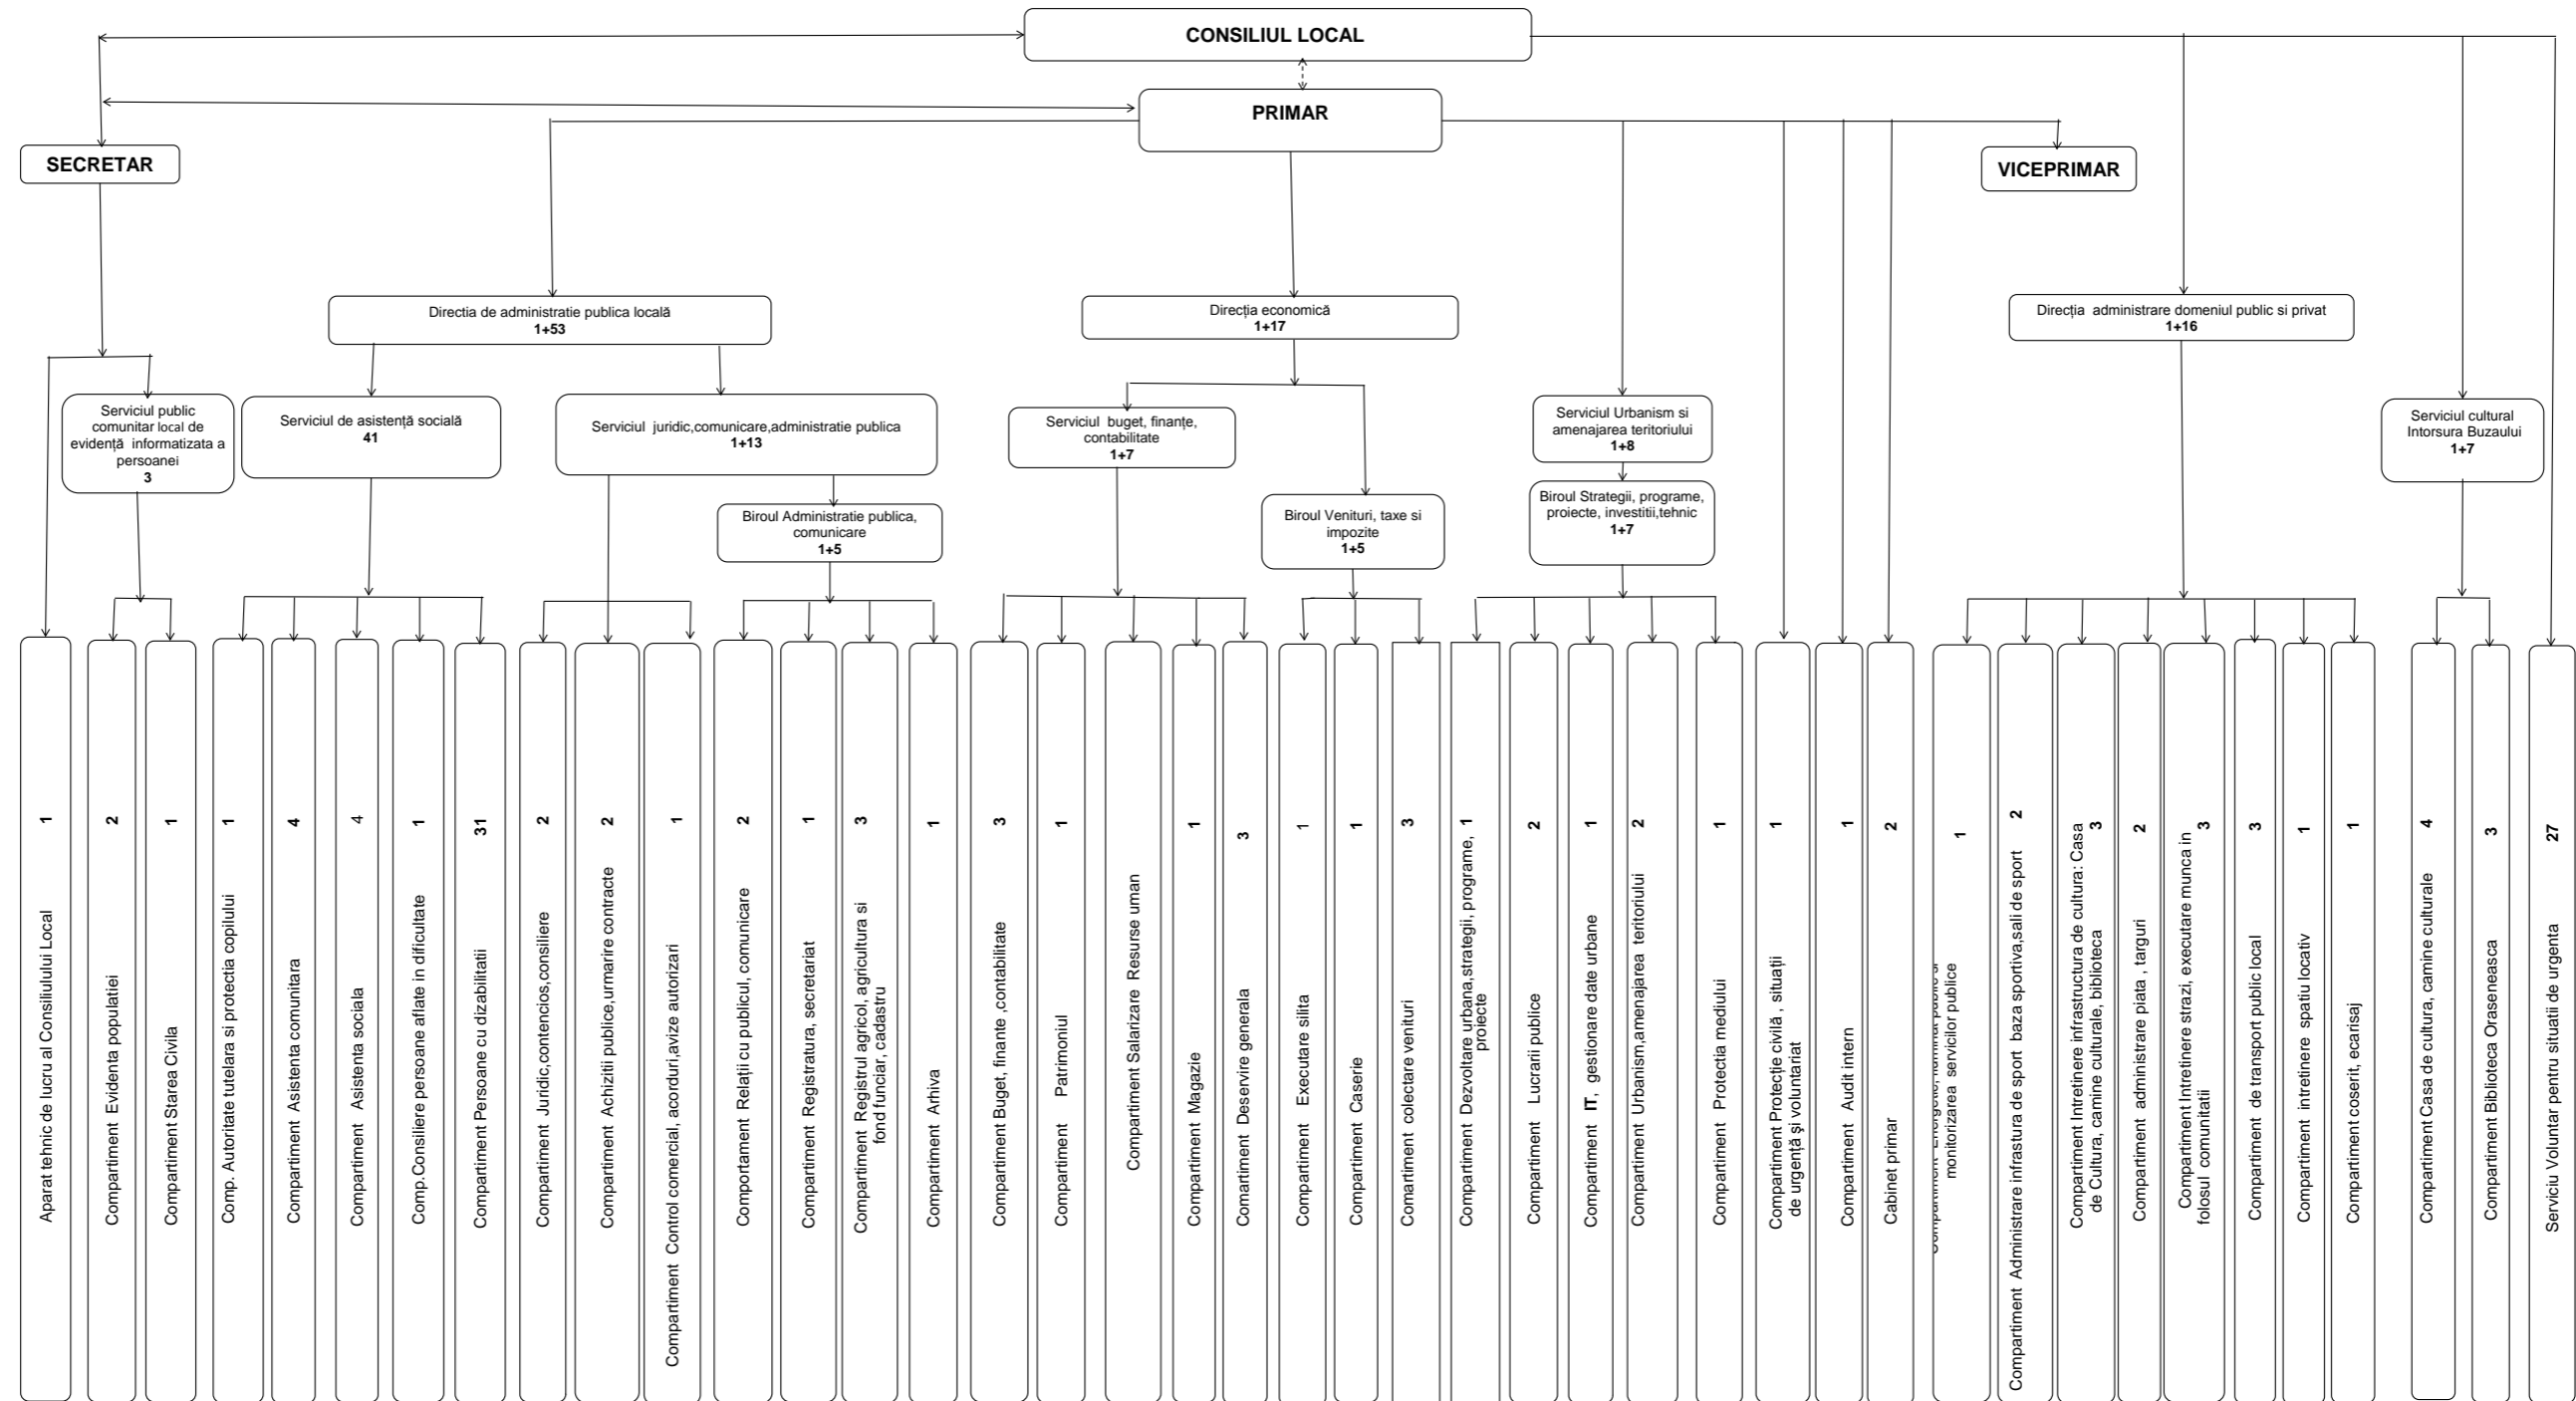 CONSILIUL LOCAL
PRIMAR
SECRETAR
VICEPRIMAR
Directia de administratie publica locală
1+53
Direcția economică
1+17
Direcția administrare domeniul public si privat
1+16
Serviciul public
comunitar local de
evidență informatizata a
persoanei
3
Serviciul de asistență socială
41
Serviciul juridic,comunicare,administratie publica
1+13
Serviciul buget, finanțe,
contabilitate
1+7
Serviciul Urbanism si
amenajarea teritoriului
1+8
Serviciul cultural
Intorsura Buzaului
1+7
Biroul Administratie publica,
comunicare
1+5
Biroul Venituri, taxe si
impozite
1+5
Biroul Strategii, programe,
proiecte, investitii,tehnic
1+7
Aparat tehnic de lucru al Consiliului Local 1
Compartiment Evidenta populatiei 2
Compartiment Starea Civila 1
Comp. Autoritate tutelara si protectia copilului 1
Compartiment Asistenta comunitara 4
Compartiment Asistenta sociala 4
Comp.Consiliere persoane aflate in dificultate 1
Compartiment Persoane cu dizabilitatii 31
Compartiment Juridic,contencios,consiliere 2
Compartiment Achizitii publice,urmarire contracte 2
Compartiment Control comercial, acorduri,avize autorizari 1
Comportament Relații cu publicul, comunicare 2
Compartiment Registratura, secretariat 1
Compartiment Registrul agricol, agricultura si 3
fond funciar, cadastru
Compartiment Arhiva 1
Compartiment Buget, finante ,contabilitate 3
Compartiment Patrimoniul 1
Compartiment Salarizare Resurse uman
Compartiment Magazie 1
Comartiment Deservire generala 3
Compartiment Executare silita 1
Compartiment Caserie 1
Comartiment colectare venituri 3
Compartiment Dezvoltare urbana,strategii, programe, 1
proiecte
Compartiment Lucrarii publice 2
Compartiment IT, gestionare date urbane 1
Compartiment Urbanism,amenajarea teritoriului 2
Compartiment Protectia mediului 1
Compartiment Protecție civilă , situații 1
de urgență şi voluntariat
Compartiment Audit intern 1
Cabinet primar 2
monitorizarea servicilor publice 1
Compartiment Administrare infrastura de sport baza sportiva,sali de sport 2
Compartiment Intretinere infrastructura de cultura: Casa
de Cultura, camine culturale, biblioteca 3
Compartiment administrare piata , targuri 2
Compartiment Intretinere strazi, executare munca in
folosul comunitatii 3
Compartiment de transport public local 3
Compartiment intretinere spatiu locativ 1
Compartiment coserit, ecarisaj 1
Compartiment Casa de cultura, camine culturale 4
Compartiment Biblioteca Oraseneasca 3
Serviciu Voluntar pentru situatii de urgenta 27